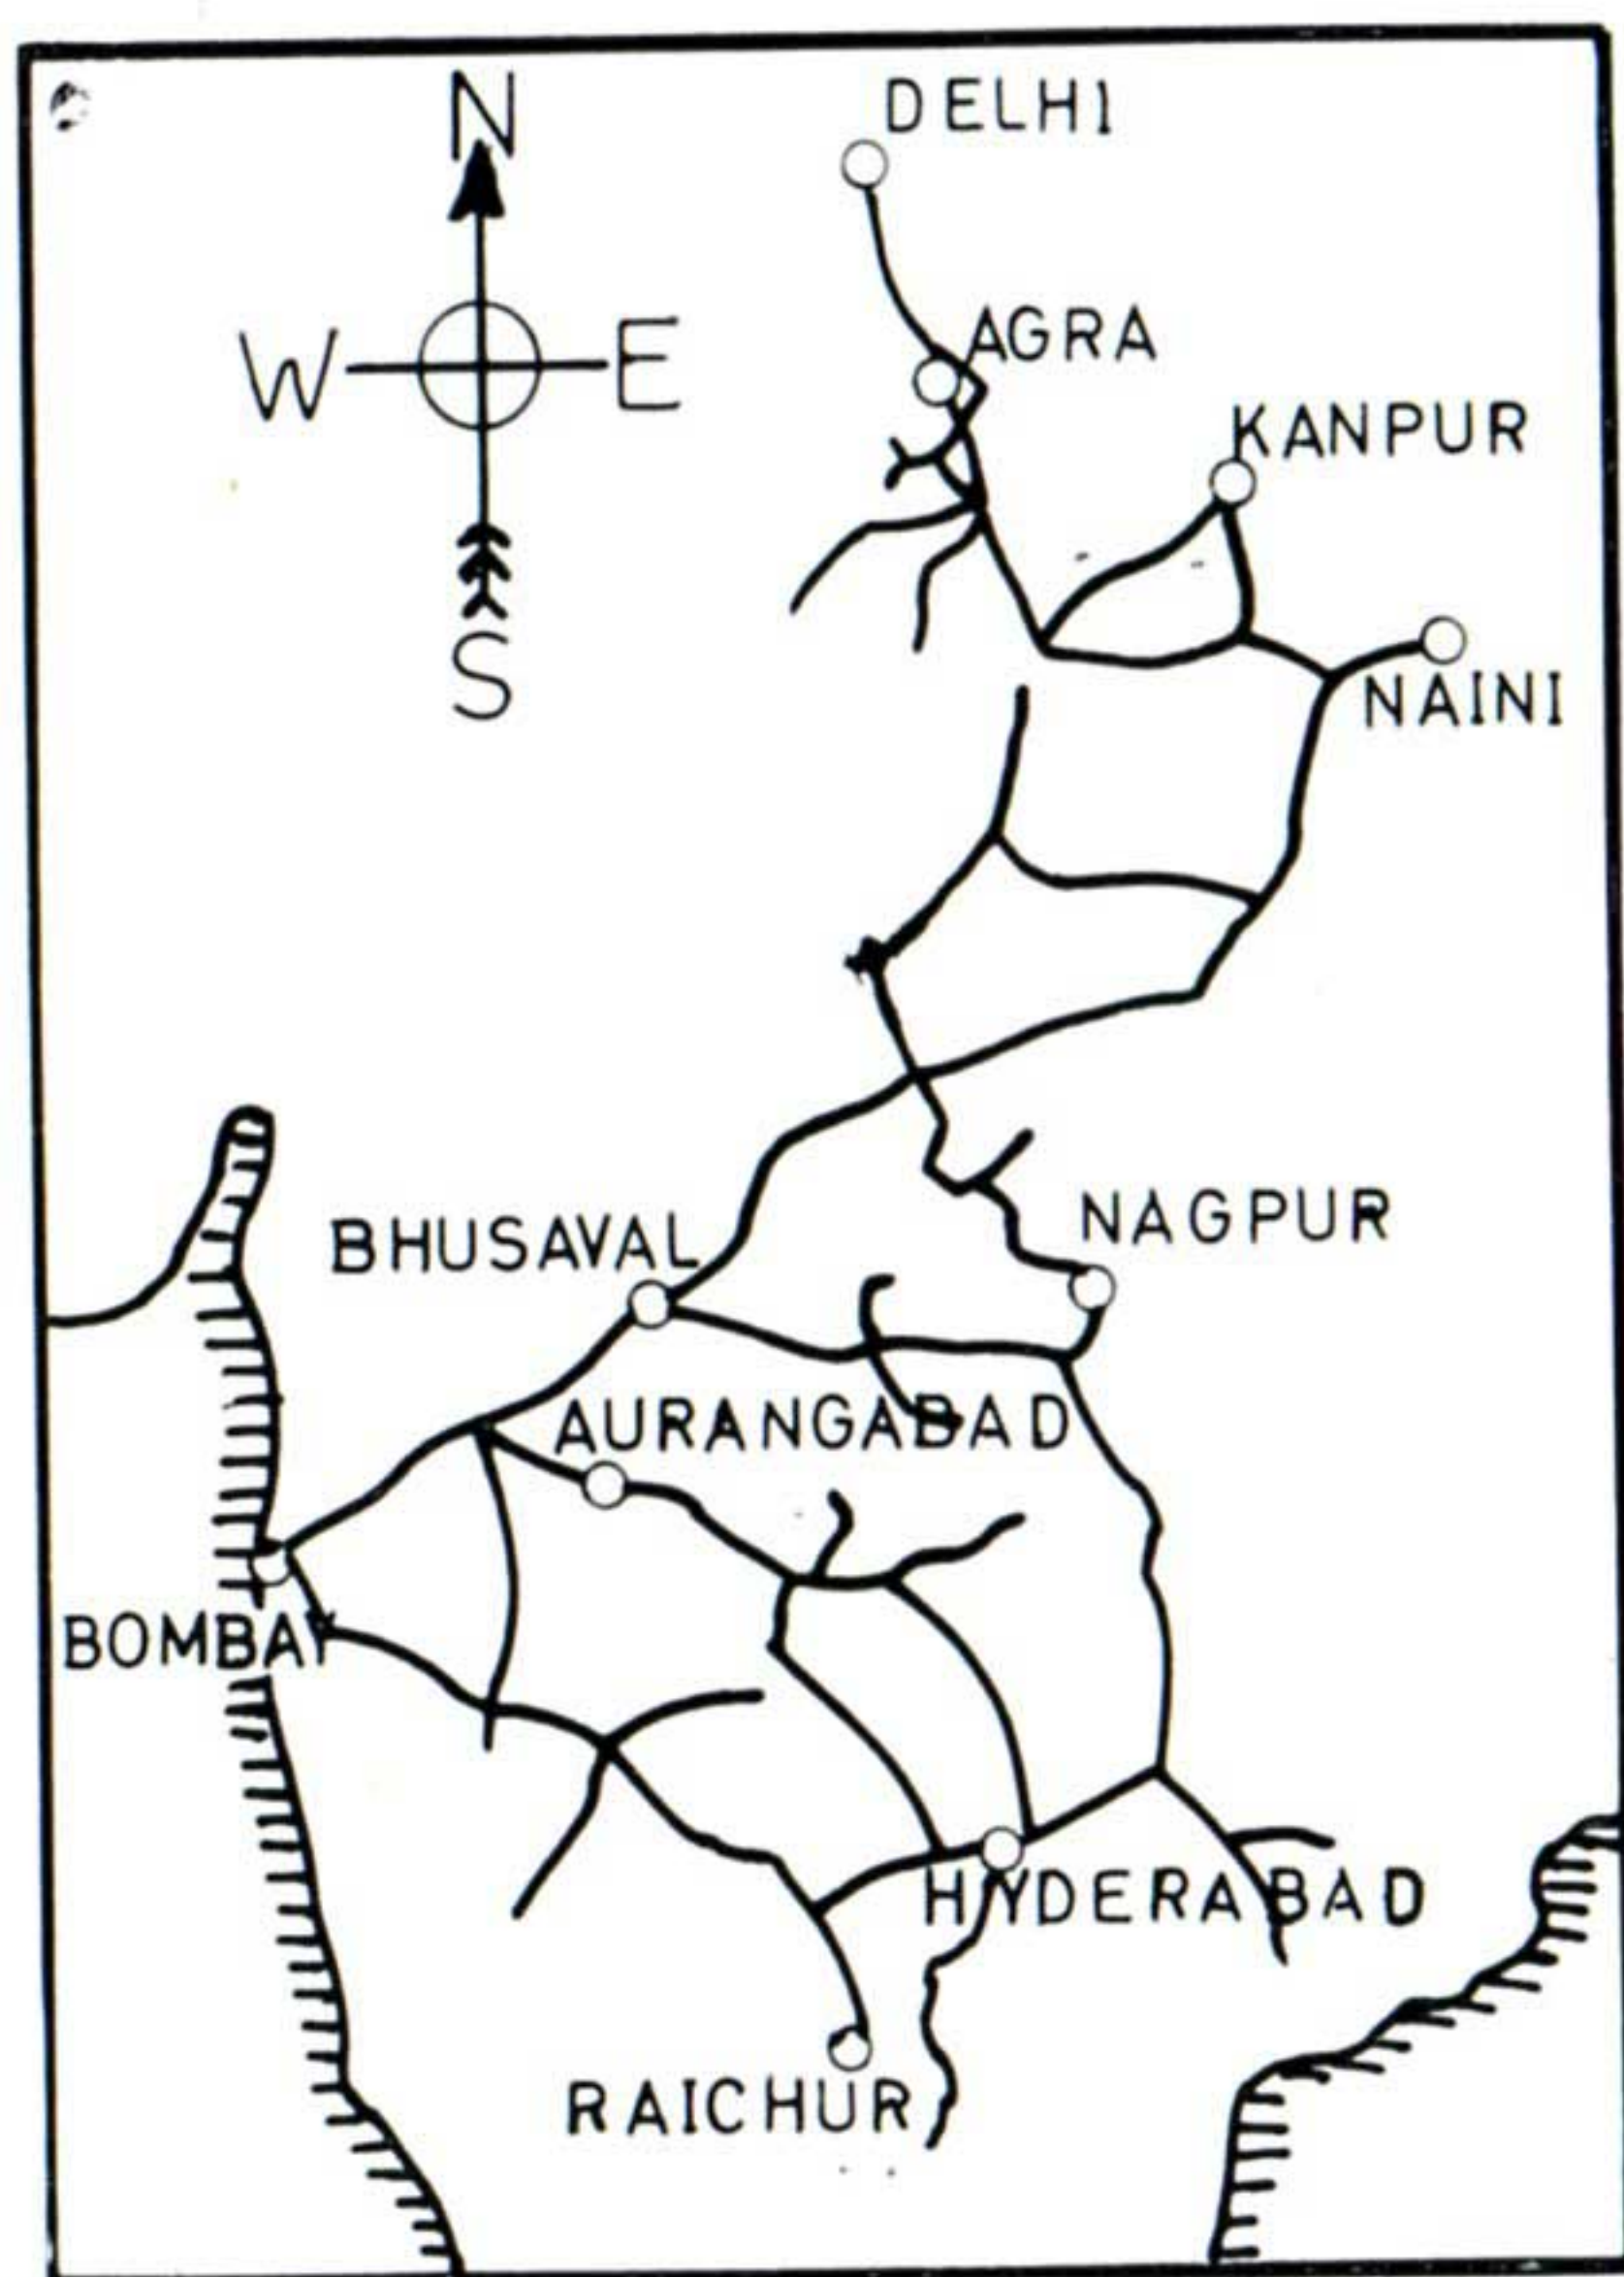 N
DELHI
W E
AGRA
KANPUR
S
NAINI
BHUSAVAL
NAGPUR
AURANGABAD
BOMBAY
HYDERABAD
RAICHUR